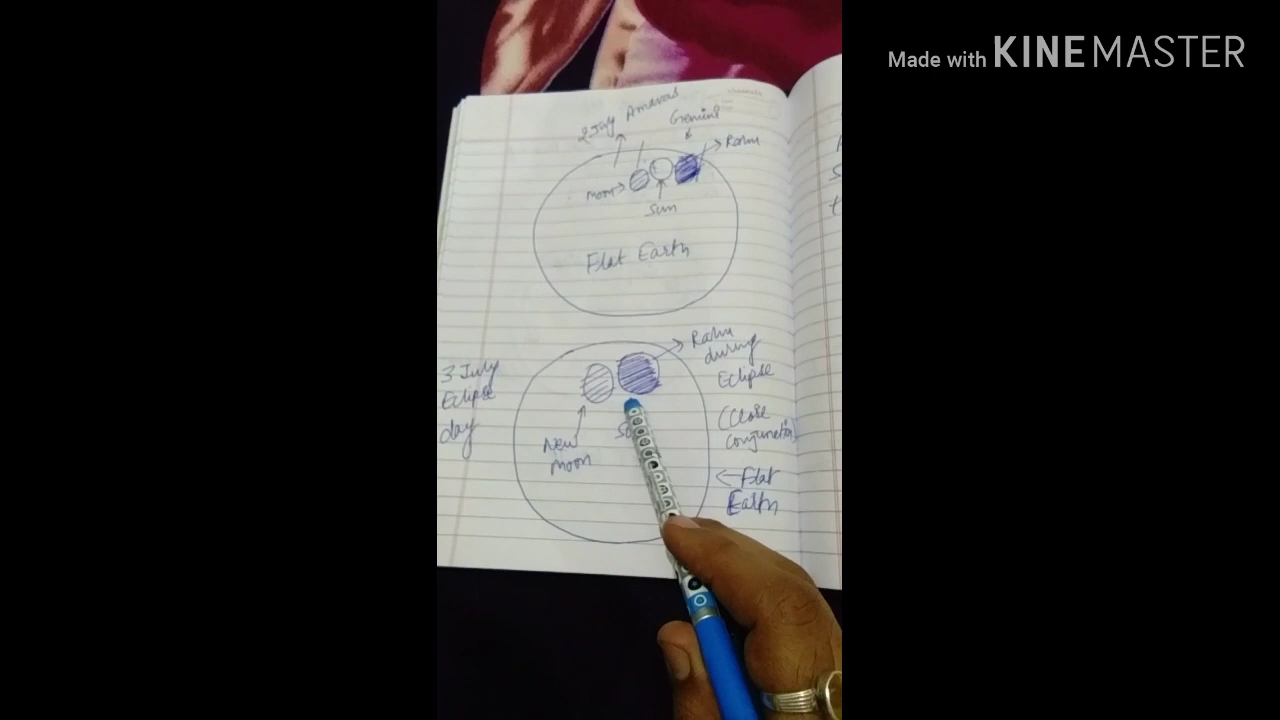 Made with KINEMASTER
2 July Amavas
Gemini
&
Rahu
Moon
Sun
Flat Earth
3 July
Eclipse
day
Rahu
during
Eclipse
(Close
conjunction)
New
Moon
Flat
Earth